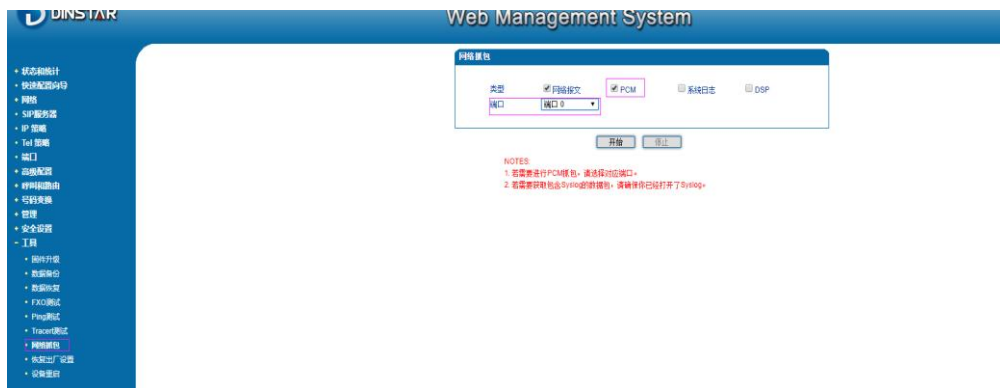 DINSTAR
Web Management System
+ 状态和统计
+ 快速配置向导
+ 网络
+ SIP服务器
+ IP 策略
+ Tel 策略
+ 端口
+ 高级配置
+ 呼叫和路由
+ 号码变换
+ 管理
+ 安全设置
- 工具
• 固件升级
• 数据备份
• 数据恢复
• FXO测试
• Ping测试
• Tracert测试
• 网络抓包
• 恢复出厂设置
• 设备重启
网络抓包
类型 网络报文 PCM 系统日志 DSP
端口 端口 0
开始 停止
NOTES:
1. 若需要进行PCM抓包，请选择对应端口。
2. 若需要获取包含Syslog的数据包，请确保你已经打开了Syslog。